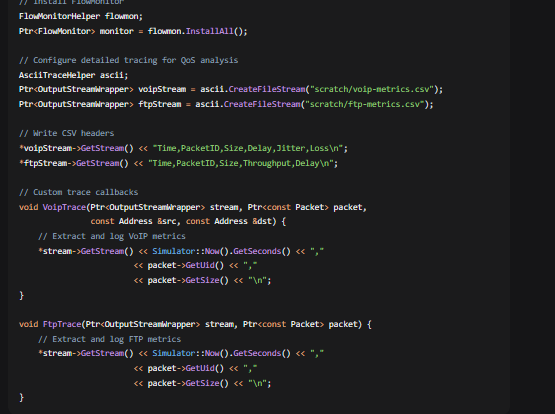 // Install FlowMonitor
FlowMonitorHelper flowmon;
Ptr<FlowMonitor> monitor = flowmon.InstallAll();
// Configure detailed tracing for QoS analysis
AsciiTraceHelper ascii;
Ptr<OutputStreamWrapper> voipStream = ascii.CreateFileStream("scratch/voip-metrics.csv");
Ptr<OutputStreamWrapper> ftpStream = ascii.CreateFileStream("scratch/ftp-metrics.csv");
// Write CSV headers
*voipStream->GetStream() << "Time,PacketID,Size,Delay,Jitter,Loss\n";
*ftpStream->GetStream() << "Time,PacketID,Size,Throughput,Delay\n";
// Custom trace callbacks
void VoipTrace(Ptr<OutputStreamWrapper> stream, Ptr<const Packet> packet,
const Address &src, const Address &dst) {
// Extract and log VoIP metrics
*stream->GetStream() << Simulator::Now().GetSeconds() << ","
<< packet->GetUid() << ","
<< packet->GetSize() << "\n";
}
void FtpTrace(Ptr<OutputStreamWrapper> stream, Ptr<const Packet> packet) {
// Extract and log FTP metrics
*stream->GetStream() << Simulator::Now().GetSeconds() << ","
<< packet->GetUid() << ","
<< packet->GetSize() << "\n";
}